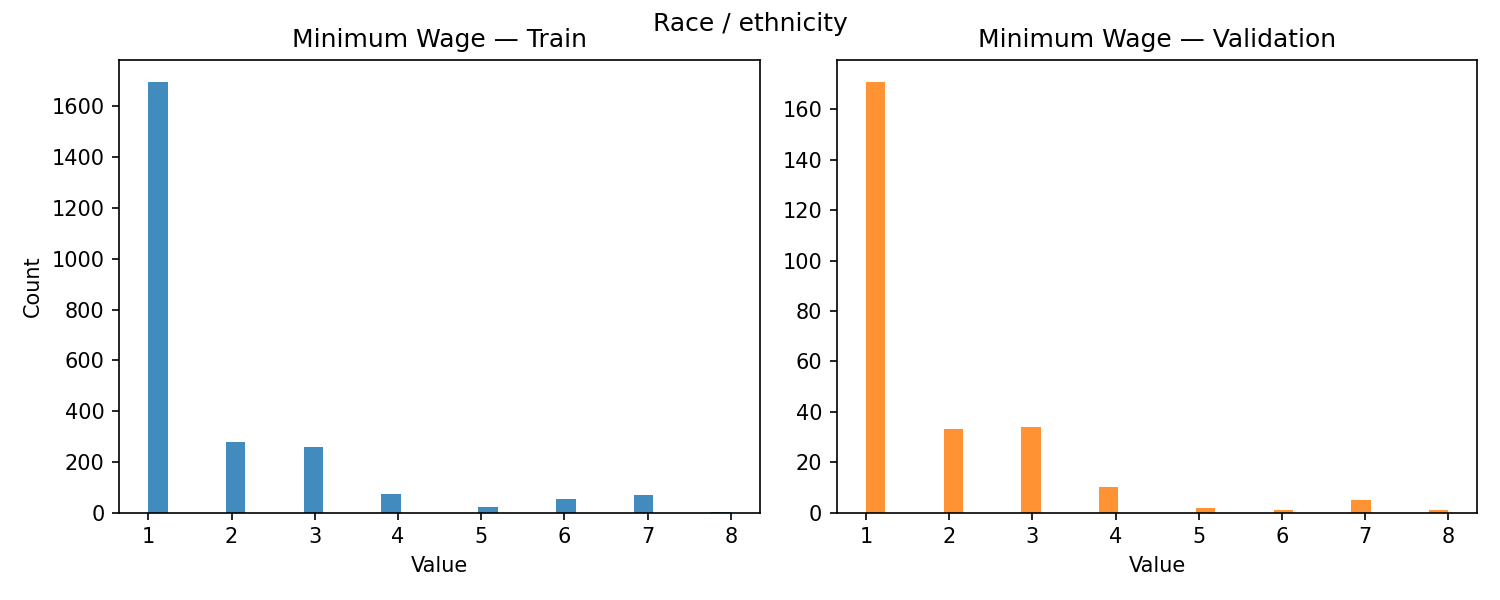 Race / ethnicity
Minimum Wage — Train
1600
1400
1200
1000
800
600
400
200
0
Count
1 2 3 4 5 6 7 8
Value
Minimum Wage — Validation
160
140
120
100
80
60
40
20
0
1 2 3 4 5 6 7 8
Value